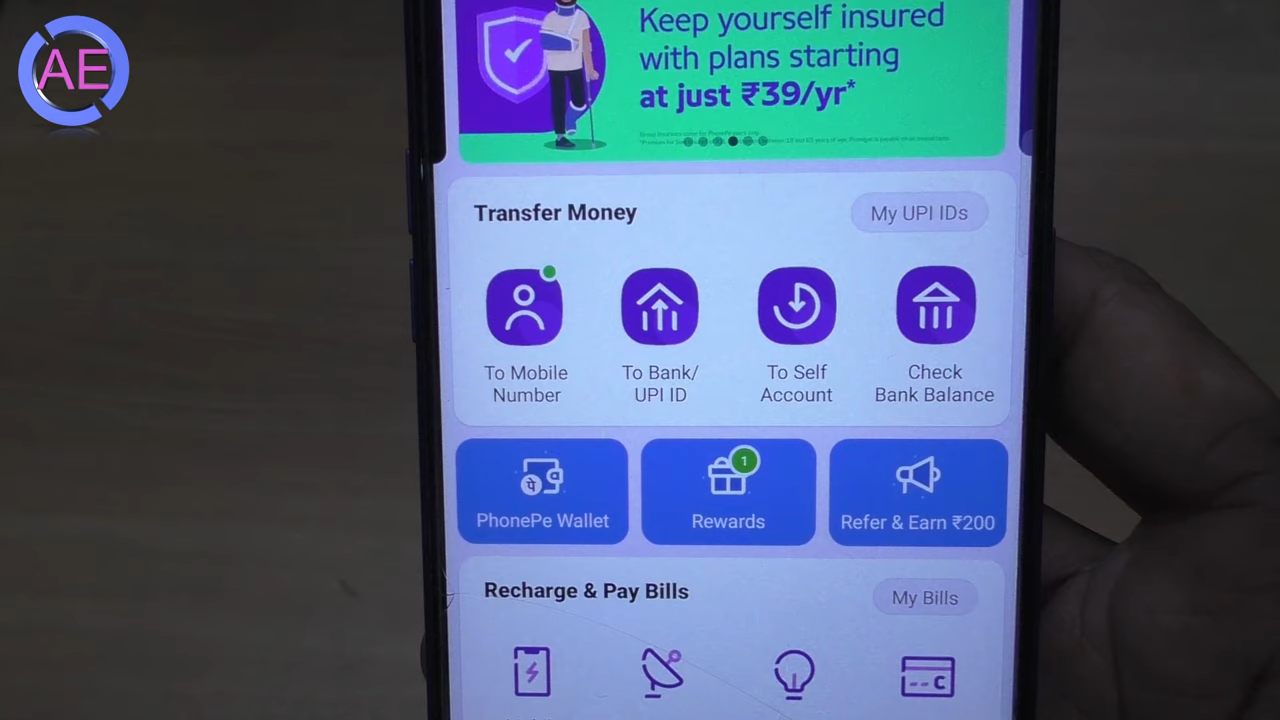 AE
Keep yourself insured
with plans starting
at just ₹39/yr*
Transfer Money
My UPI IDs
To Mobile
Number
To Bank/
UPI ID
To Self
Account
Check
Bank Balance
पे
PhonePe Wallet
1
Rewards
Refer & Earn ₹200
Recharge & Pay Bills
My Bills
C